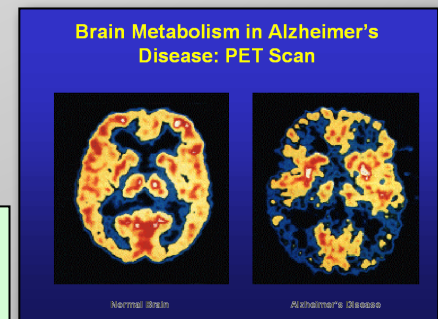 Brain Metabolism in Alzheimer's
Disease: PET Scan
Normal Brain
Alzheimer's Disease